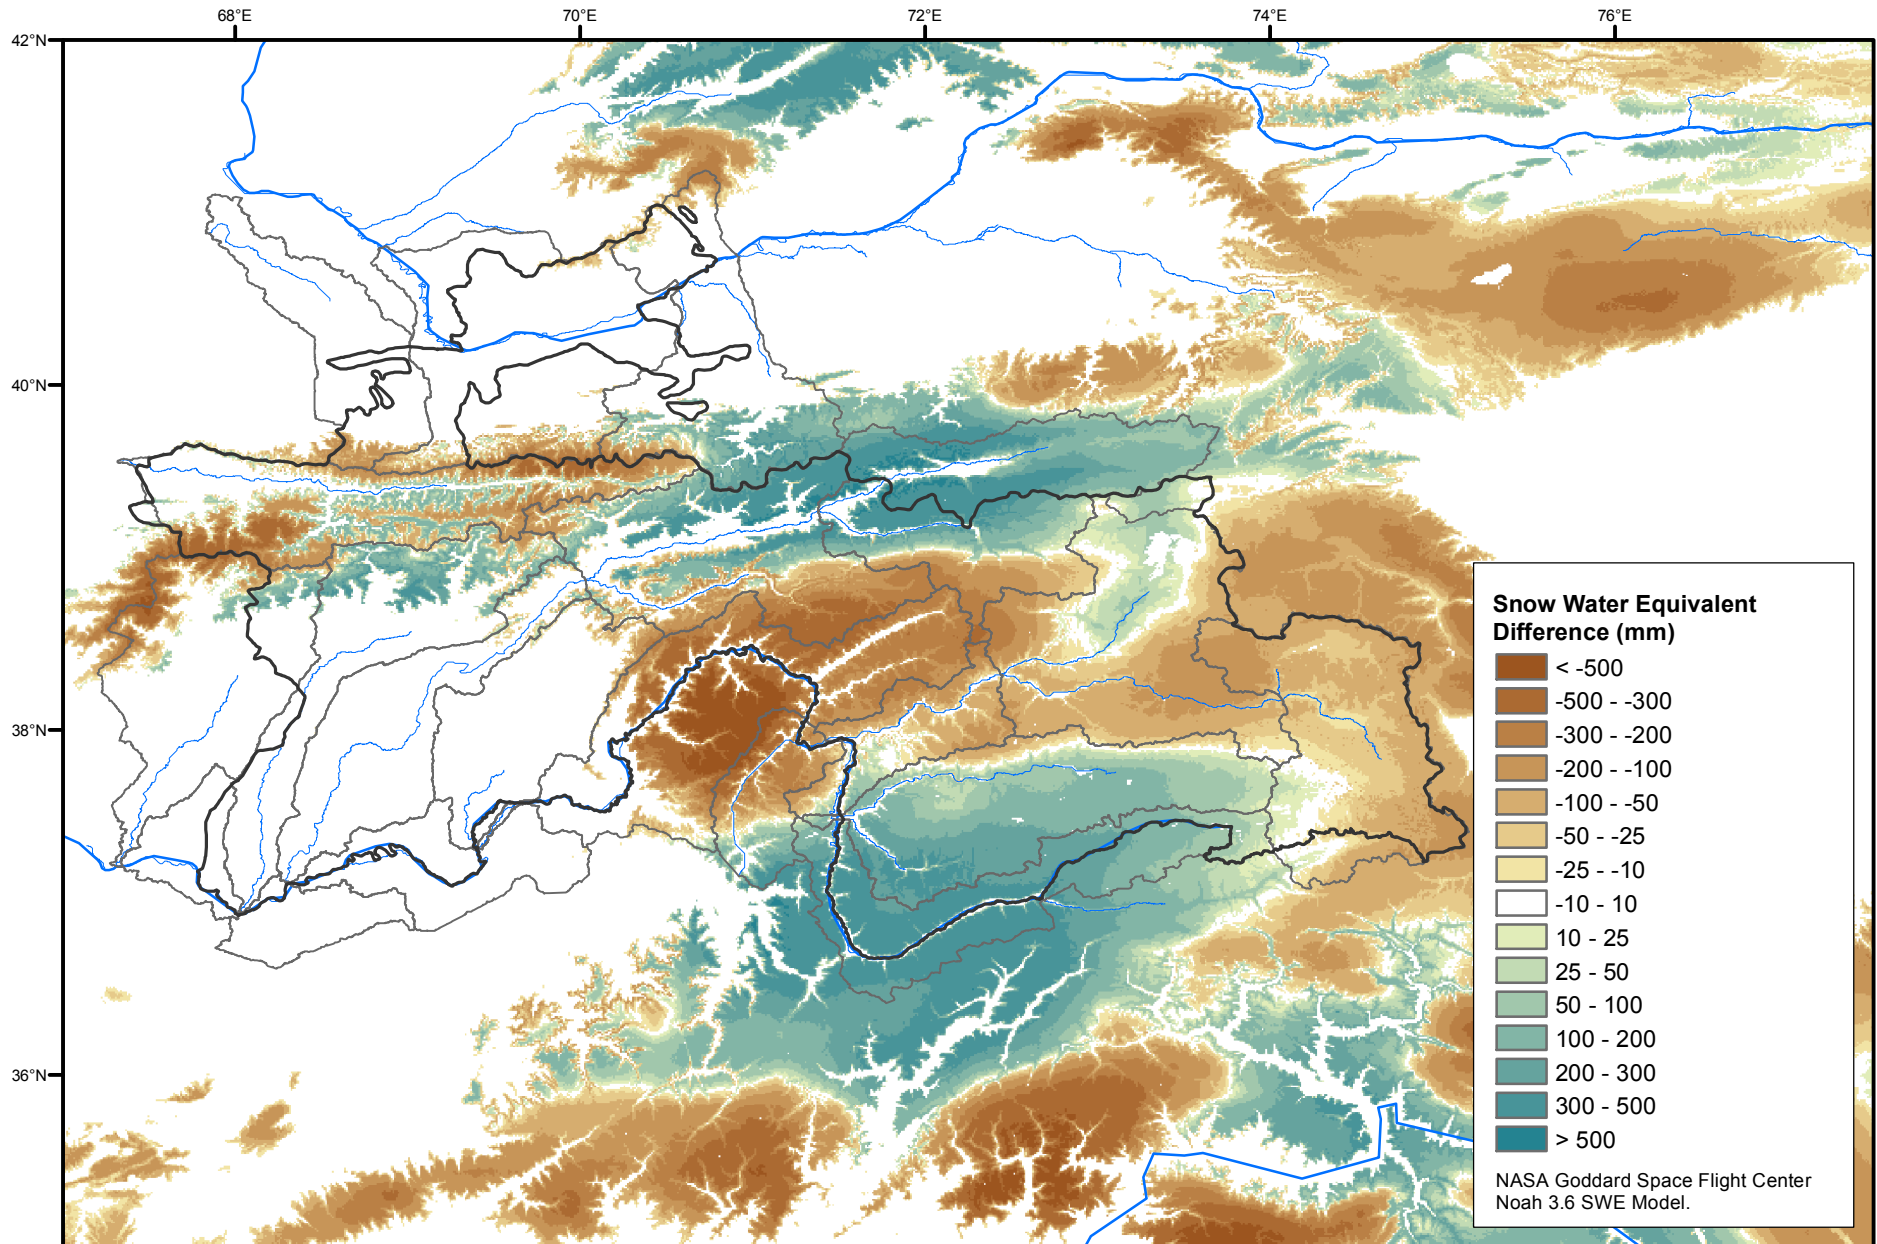 68°E
70°E
72°E
74°E
76°E
42°N
40°N
38°N
36°N
Snow Water Equivalent
Difference (mm)
< -500
-500 - -300
-300 - -200
-200 - -100
-100 - -50
-50 - -25
-25 - -10
-10 - 10
10 - 25
25 - 50
50 - 100
100 - 200
200 - 300
300 - 500
> 500
NASA Goddard Space Flight Center
Noah 3.6 SWE Model.